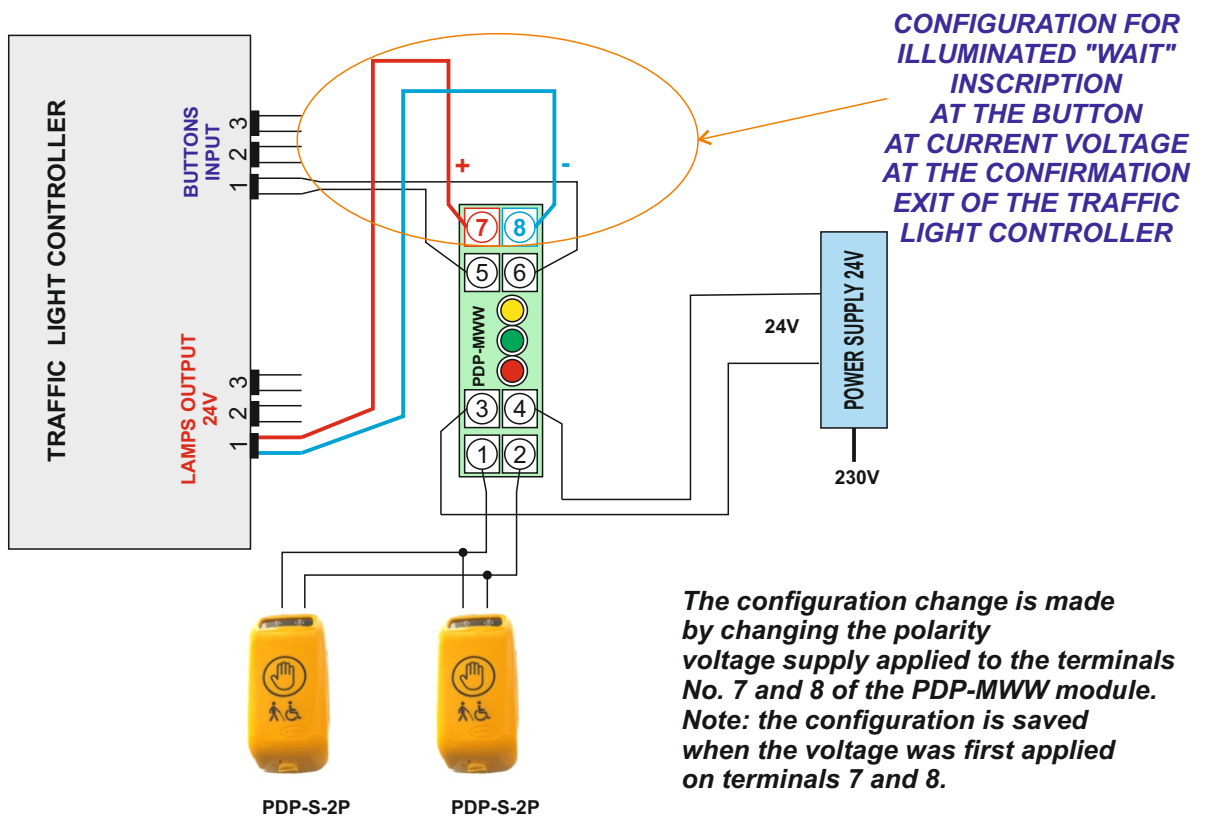 CONFIGURATION FOR
ILLUMINATED "WAIT"
INSCRIPTION
AT THE BUTTON
AT CURRENT VOLTAGE
AT THE CONFIRMATION
EXIT OF THE TRAFFIC
LIGHT CONTROLLER
TRAFFIC LIGHT CONTROLLER
BUTTONS
INPUT
3
2
1
+
-
7
8
5
6
PDP-MWW
3
4
1
2
LAMPS OUTPUT
24V
3
2
1
24V
POWER SUPPLY 24V
230V
The configuration change is made
by changing the polarity
voltage supply applied to the terminals
No. 7 and 8 of the PDP-MWW module.
Note: the configuration is saved
when the voltage was first applied
on terminals 7 and 8.
PDP-S-2P
PDP-S-2P